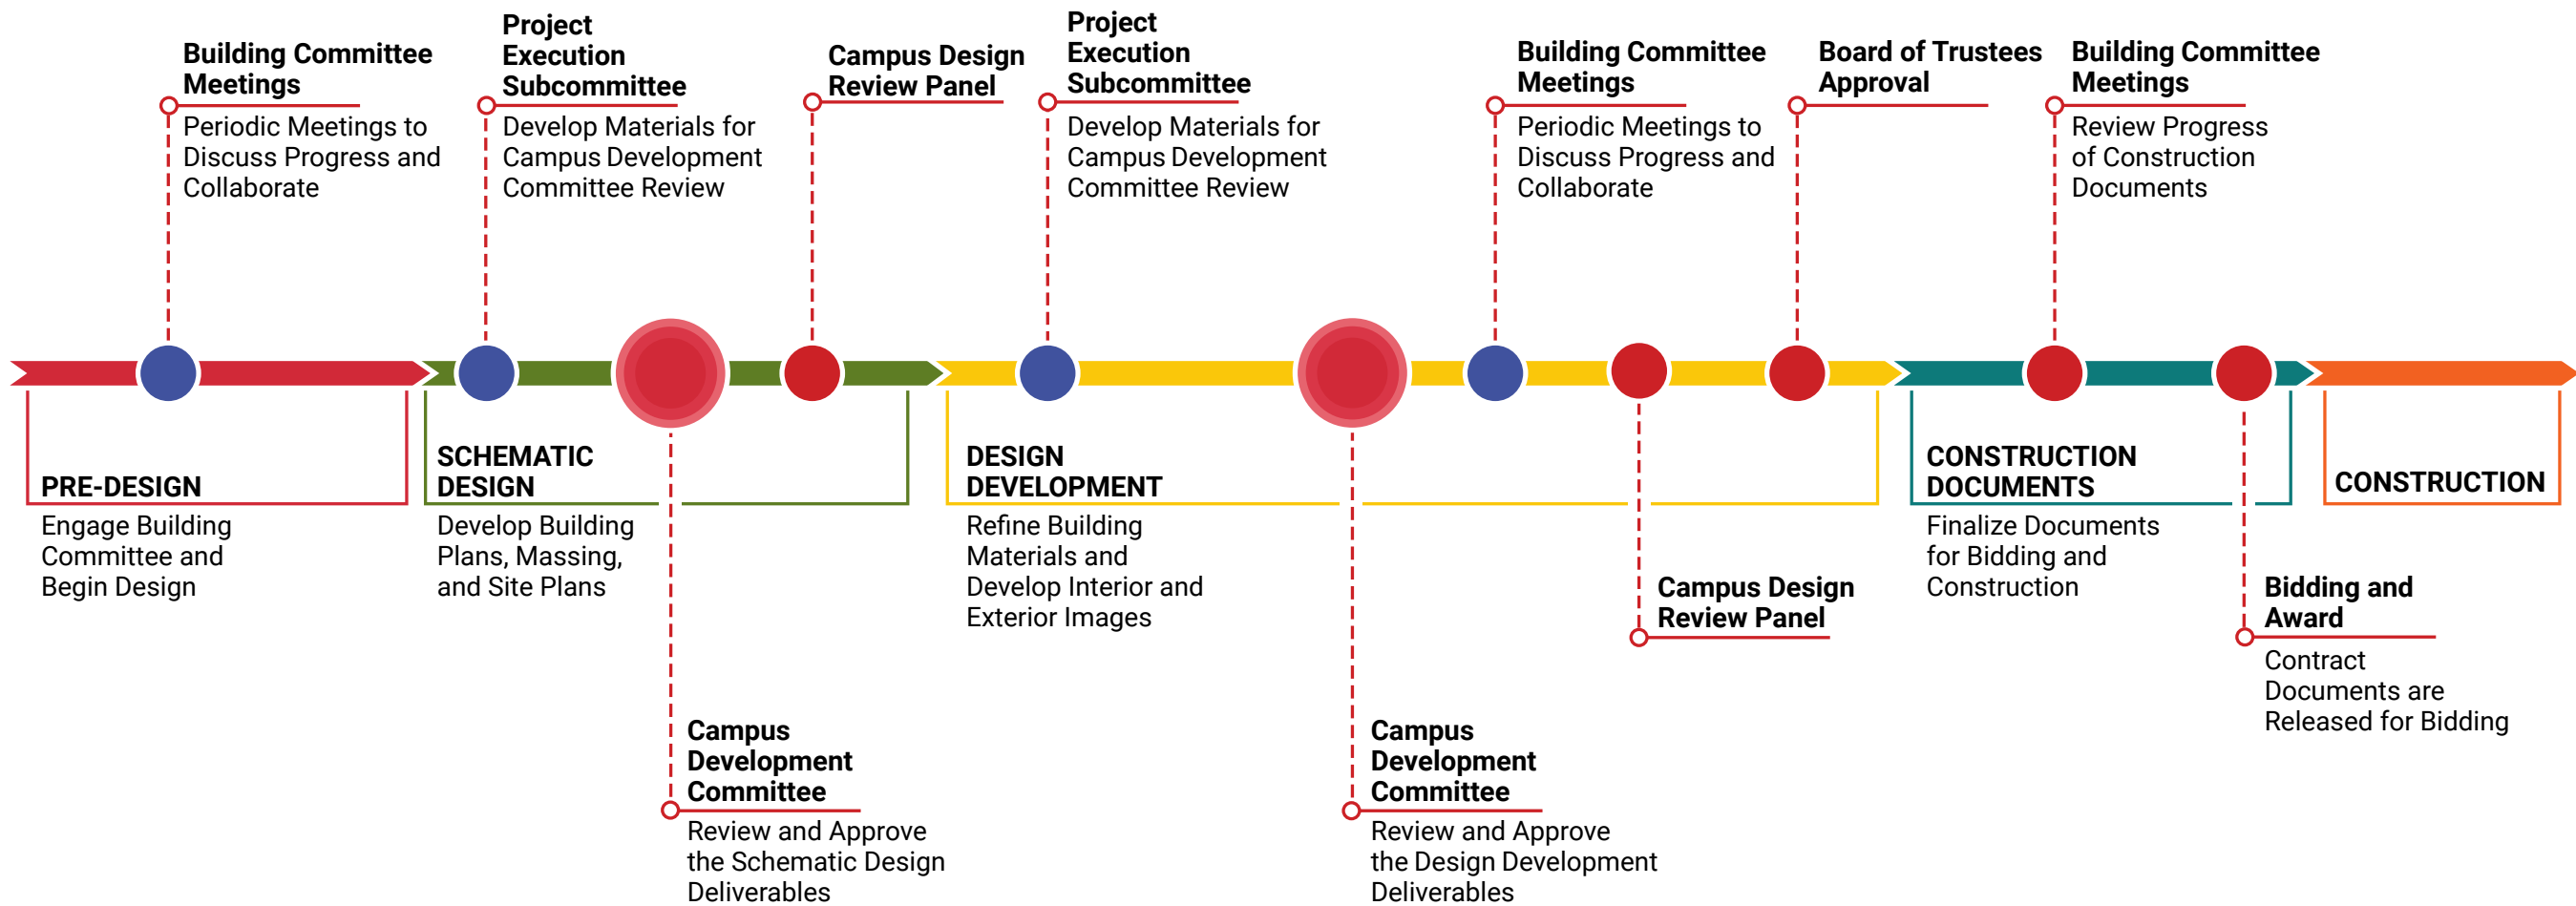 Building Committee
Meetings
Periodic Meetings to
Discuss Progress and
Collaborate
Project
Execution
Subcommittee
Develop Materials for
Campus Development
Committee Review
Campus Design
Review Panel
Project
Execution
Subcommittee
Develop Materials for
Campus Development
Committee Review
Building Committee
Meetings
Periodic Meetings to
Discuss Progress and
Collaborate
Board of Trustees
Approval
Building Committee
Meetings
Review Progress
of Construction
Documents
PRE-DESIGN
Engage Building
Committee and
Begin Design
SCHEMATIC
DESIGN
Develop Building
Plans, Massing,
and Site Plans
DESIGN
DEVELOPMENT
Refine Building
Materials and
Develop Interior and
Exterior Images
CONSTRUCTION
DOCUMENTS
Finalize Documents
for Bidding and
Construction
CONSTRUCTION
Campus
Development
Committee
Review and Approve
the Schematic Design
Deliverables
Campus
Development
Committee
Review and Approve
the Design Development
Deliverables
Campus Design
Review Panel
Bidding and
Award
Contract
Documents are
Released for Bidding